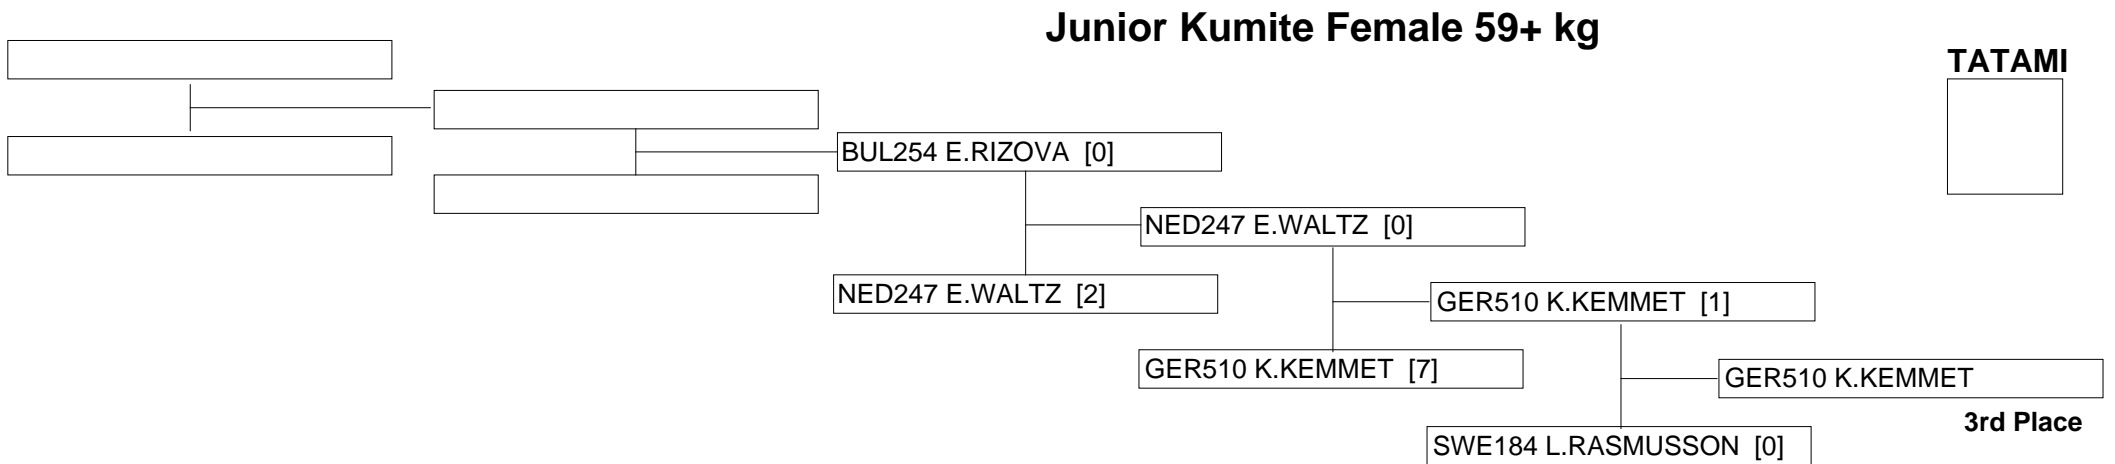 Junior Kumite Female 59+ kg
TATAMI
BUL254 E.RIZOVA [0]
NED247 E.WALTZ [0]
NED247 E.WALTZ [2]
GER510 K.KEMMET [1]
GER510 K.KEMMET [7]
GER510 K.KEMMET
3rd Place
SWE184 L.RASMUSSON [0]